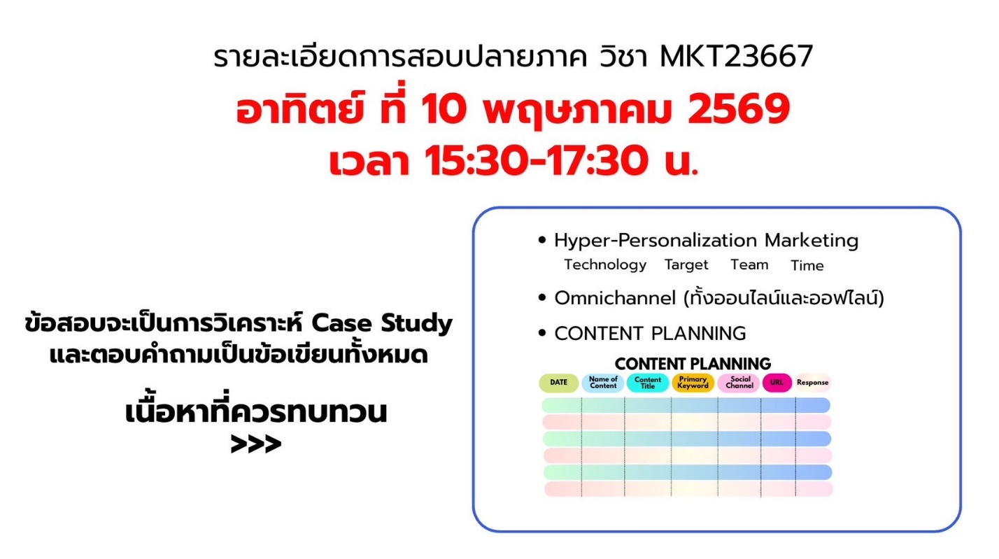 รายละเอียดการสอบปลายภาค วิชา MKT23667
อาทิตย์ ที่ 10 พฤษภาคม 2569
เวลา 15:30-17:30 น.
ข้อสอบจะเป็นการวิเคราะห์ Case Study
และตอบคำถามเป็นข้อเขียนทั้งหมด
เนื้อหาที่ควรทบทวน
>>>
• Hyper-Personalization Marketing
Technology Target Team Time
• Omnichannel (ทั้งออนไลน์และออฟไลน์)
• CONTENT PLANNING
CONTENT PLANNING
DATE
Name of
Content
Content
Title
Primary
Keyword
Social
Channel
URL
Response